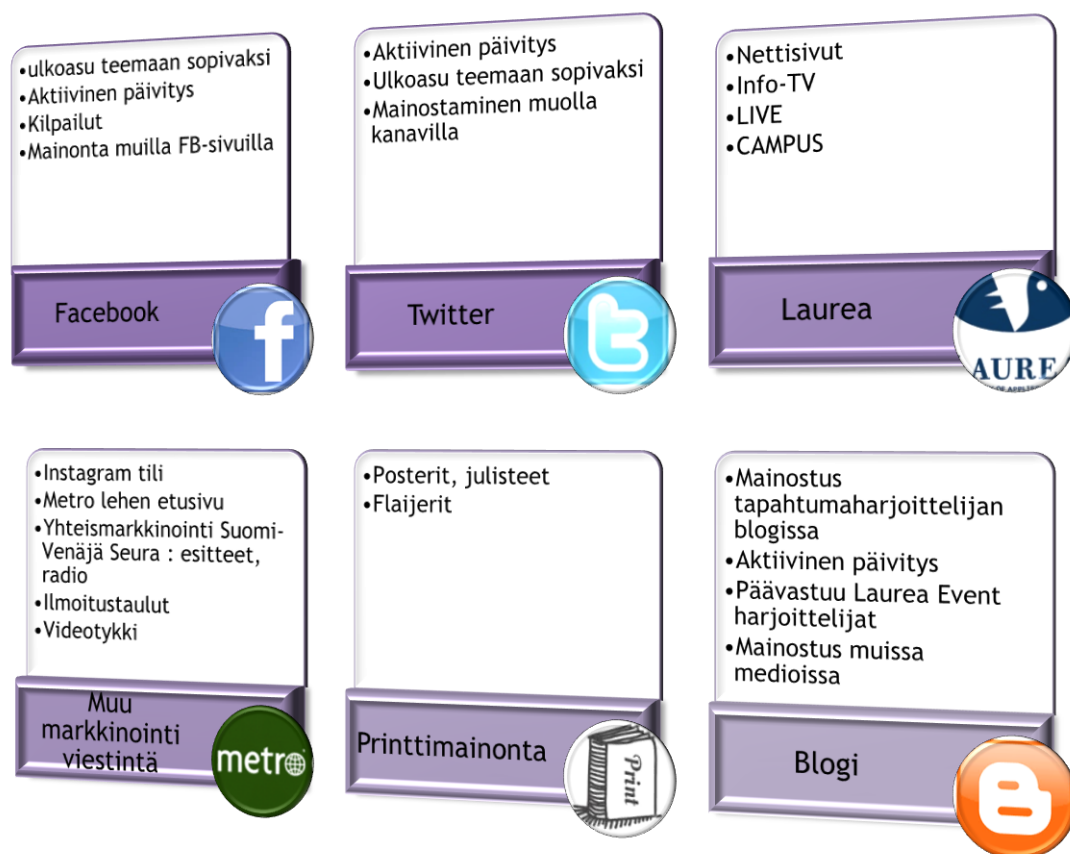 •ulkoasu teemaan sopivaksi
•Aktiivinen päivitys
•Kilpailut
•Mainonta muilla FB-sivuilla
Facebook
f
•Aktiivinen päivitys
•Ulkoasu teemaan sopivaksi
•Mainostaminen muolla
kanavilla
Twitter
t
•Nettisivut
•Info-TV
•LIVE
•CAMPUS
Laurea
AURE
OF APPLIE
•Instagram tili
•Metro lehen etusivu
•Yhteismarkkinointi Suomi-
Venäjä Seura : esitteet,
radio
•Ilmoitustaulut
•Videotykki
Muu
markkinointi
viestintä
metro
•Posterit, julisteet
•Flaijerit
Printtimainonta
Print
•Mainostus
tapahtumaharjoittelijan
blogissa
•Aktiivinen päivitys
•Päävastuu Laurea Event
harjoittelijat
•Mainostus muissa
medioissa
Blogi
B